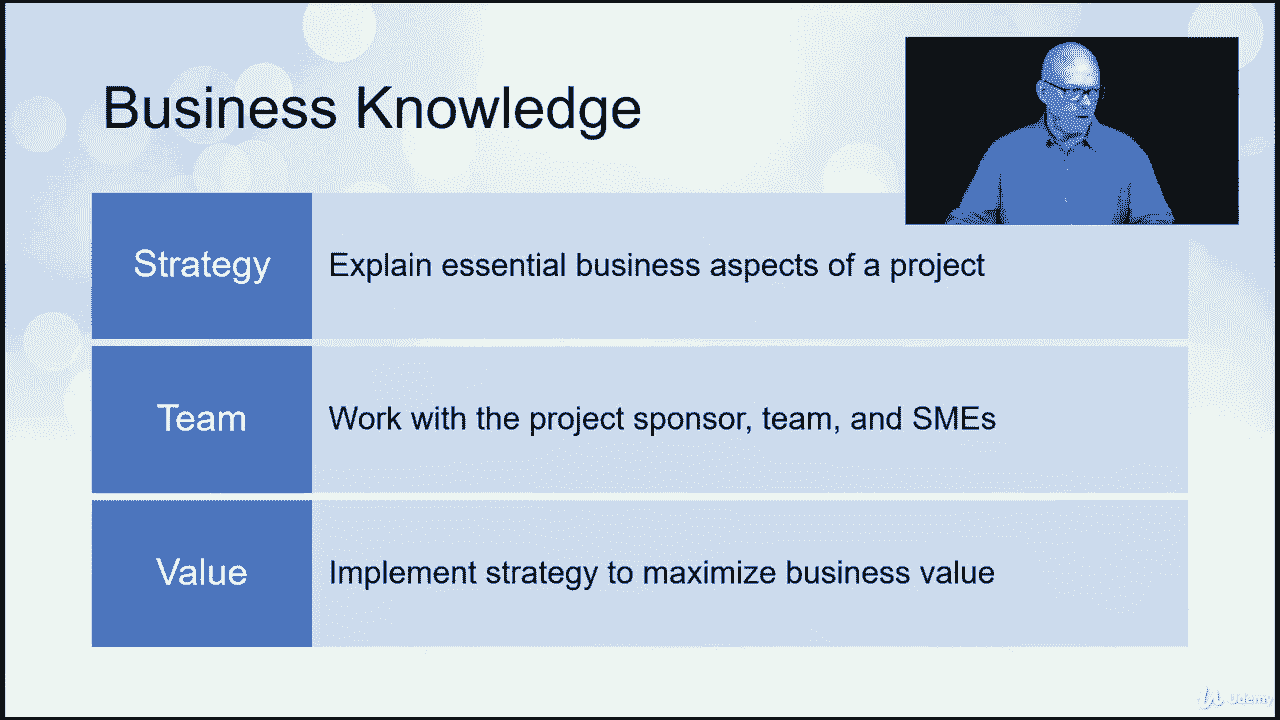 Business Knowledge
Strategy
Explain essential business aspects of a project
Team
Work with the project sponsor, team, and SMEs
Value
Implement strategy to maximize business value
Udemy